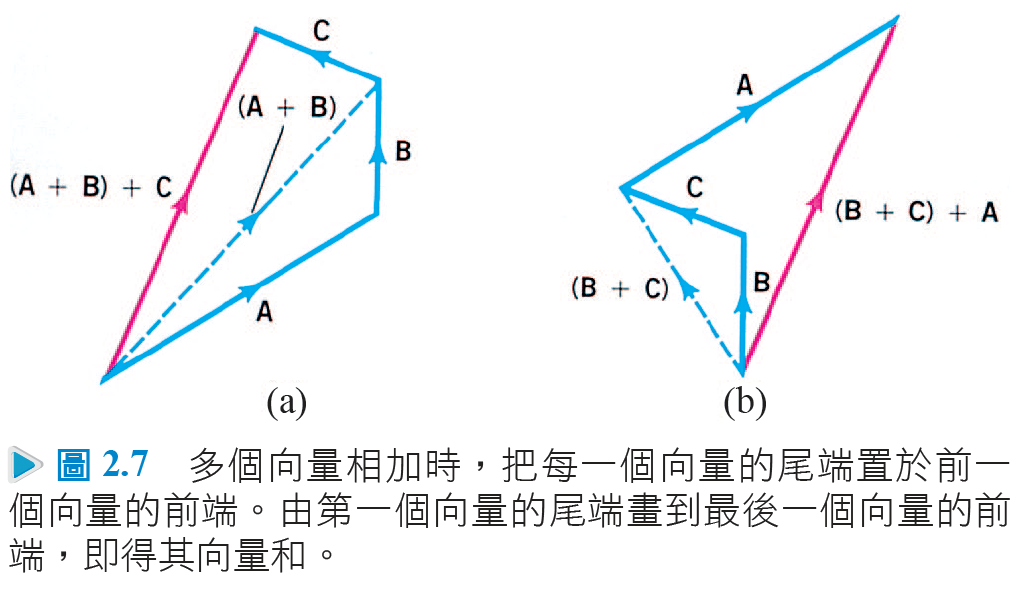 C
(A + B)
B
(A + B) + C
A
(a)
A
C
(B + C) + A
(B + C)
B
(b)
圖 2.7 多個向量相加時，把每一個向量的尾端置於前一
個向量的前端。由第一個向量的尾端畫到最後一個向量的前
端，即得其向量和。